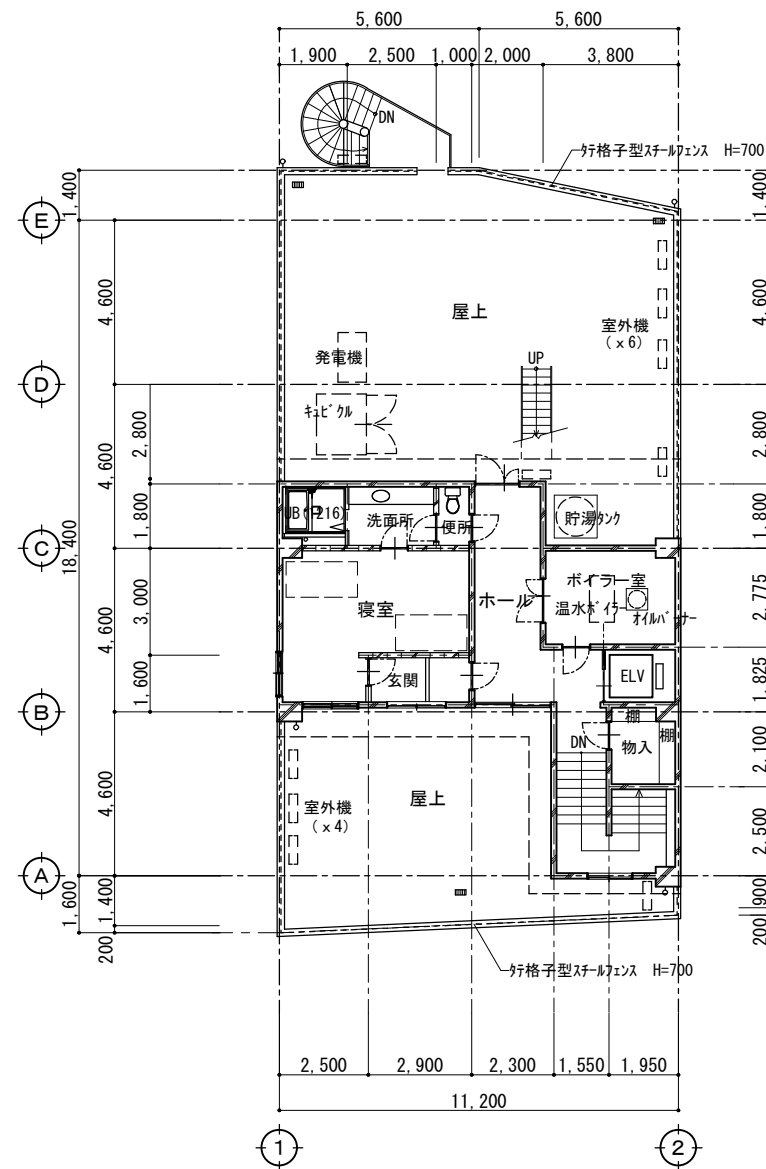 5,600 5,600
1,900 2,500 1,000 2,000 3,800
DN
ﾀﾃ格子型ｽﾁｰﾙﾌｪﾝｽ H=700
1,400
1,400
E
4,600
4,600
屋上
室外機
(x6)
発電機
UP
D
ｷｭﾋﾞｸﾙ
2,800
2,800
4,600
洗面所
便所
貯湯ﾀﾝｸ
1,800
1,800
C
18,400
ボイラー室
ホール
温水ﾎﾞｲﾗｰ
ｵｲﾙﾊﾞｰﾅｰ
寝室
3,000
2,775
4,600
玄関
ELV
1,600
1,825
B
棚
物入
棚
DN
2,100
4,600
屋上
室外機
(x4)
2,500
A
1,600
1,400
200
900
200
ﾀﾃ格子型ｽﾁｰﾙﾌｪﾝｽ H=700
2,500 2,900 2,300 1,550 1,950
11,200
1 2